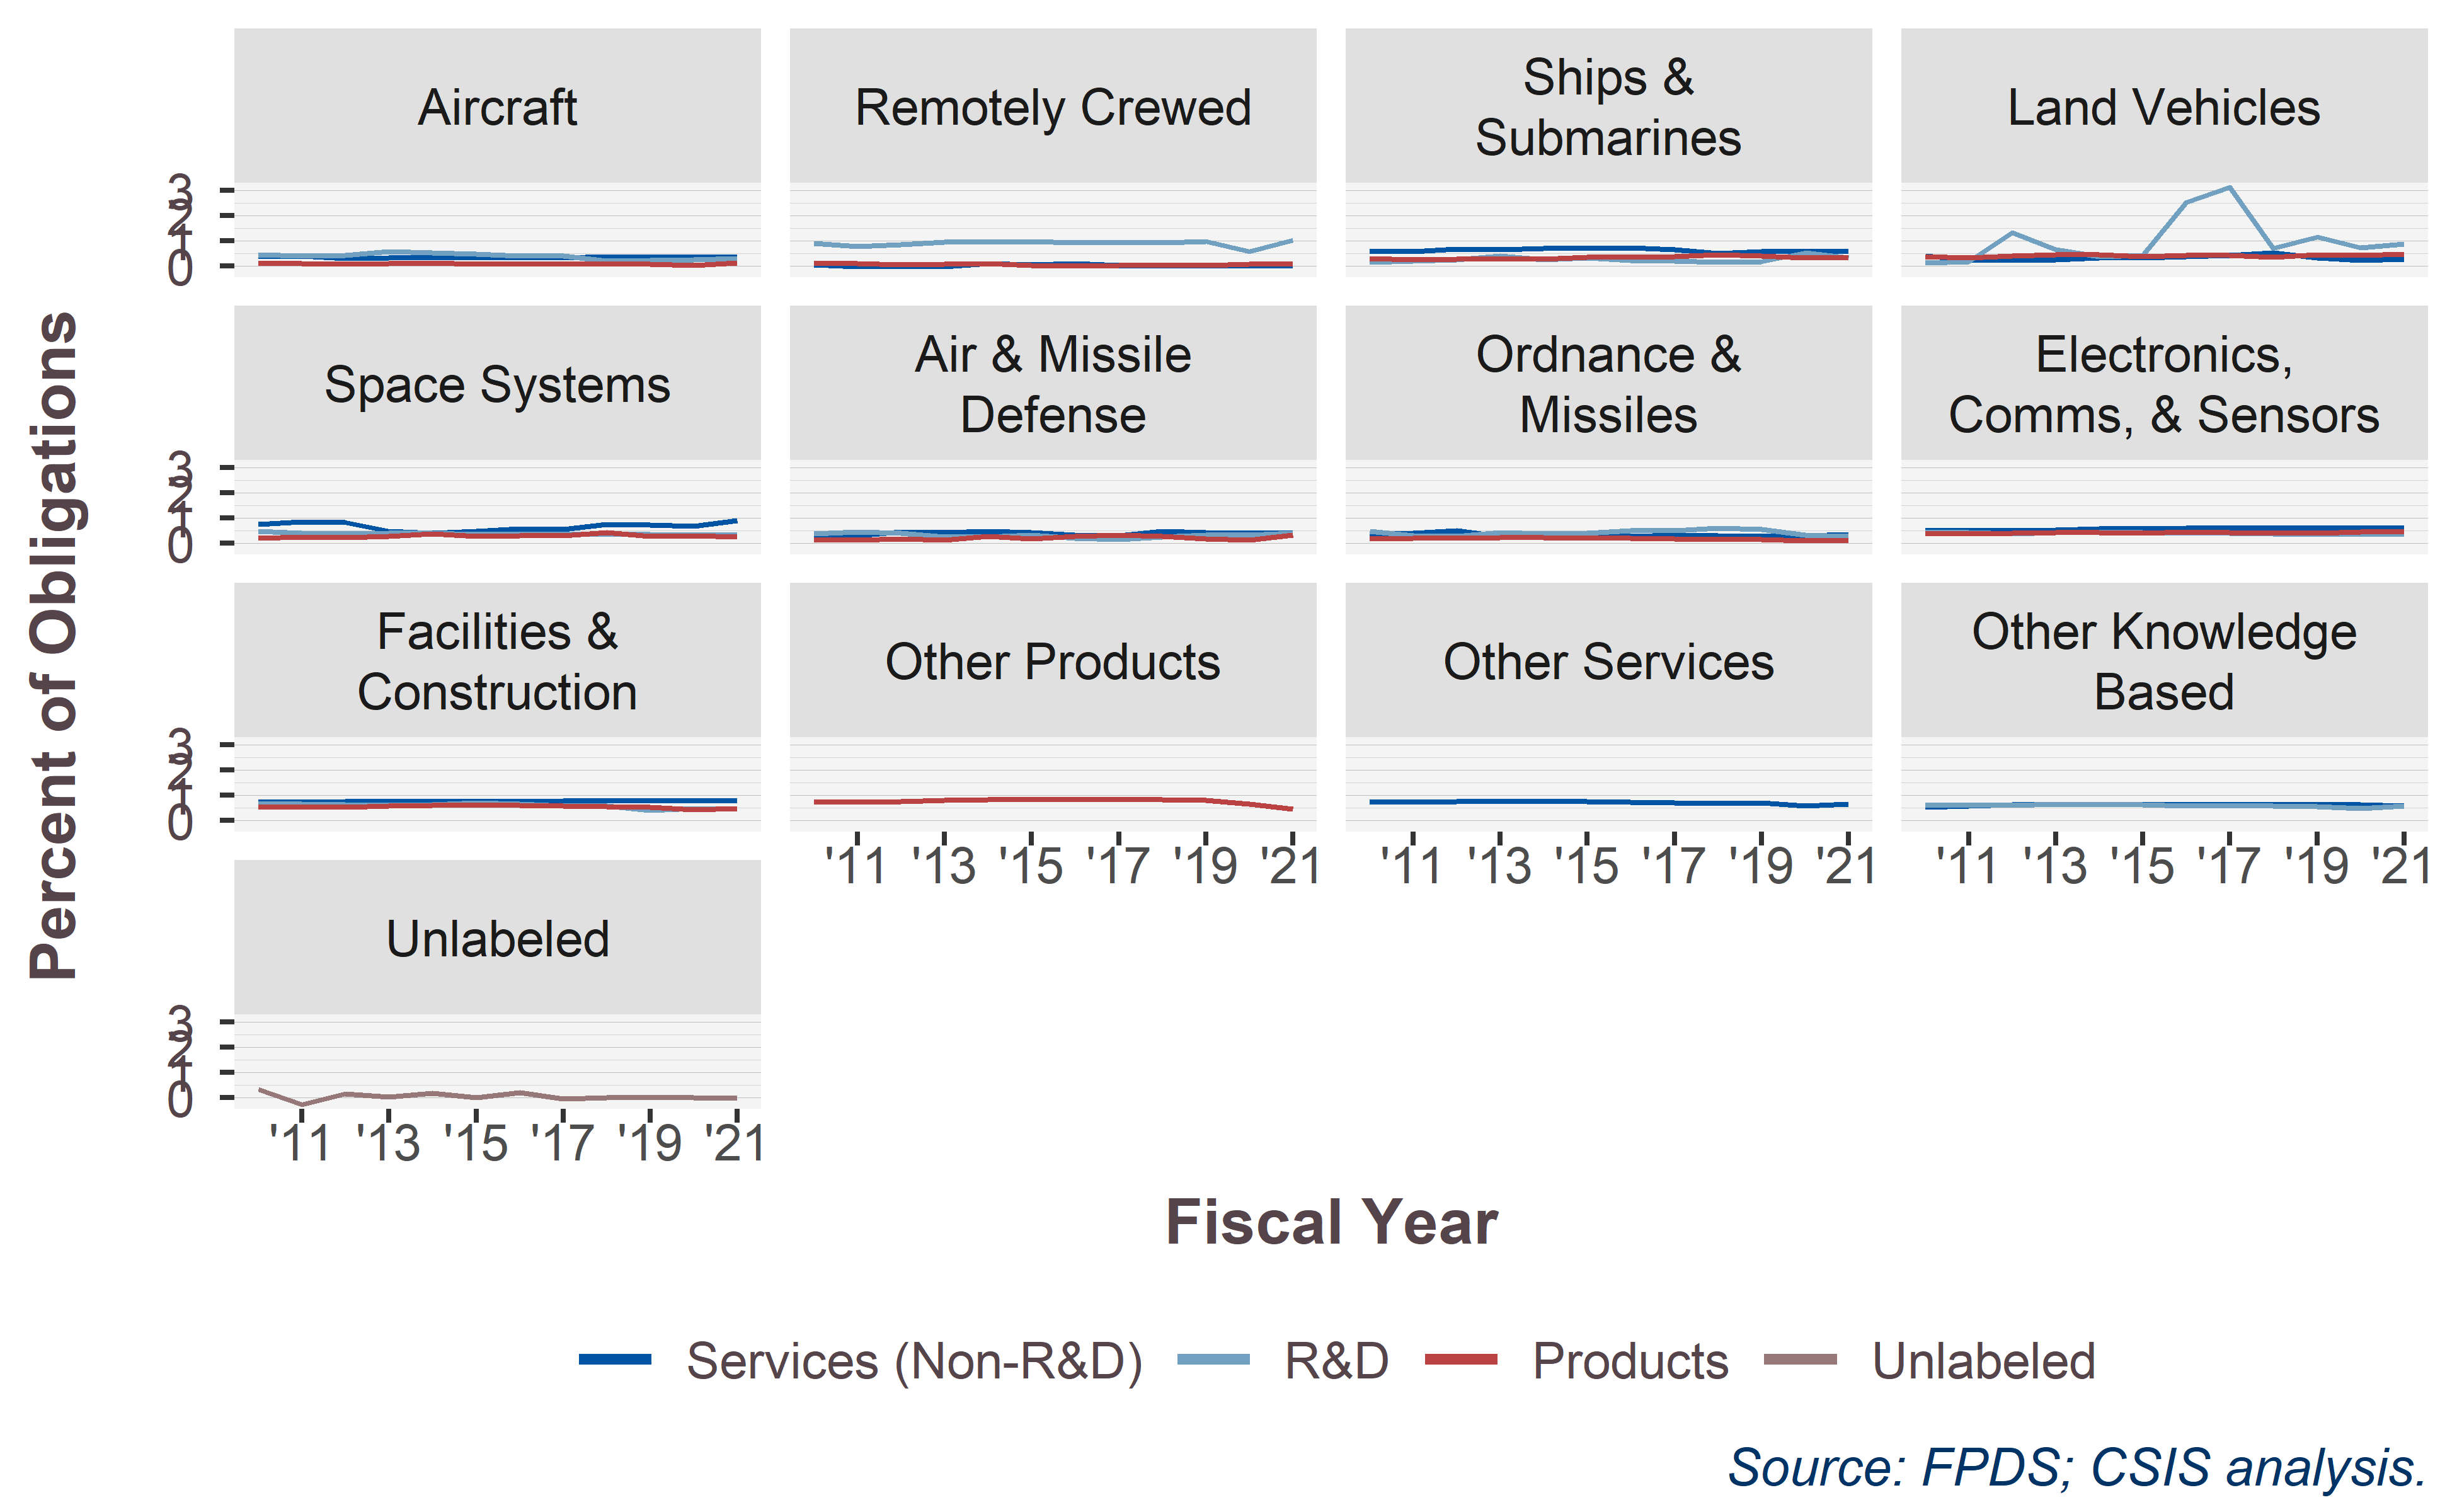 Aircraft
Remotely Crewed
Ships &
Submarines
Land Vehicles
3
2
1
0
Space Systems
Air & Missile
Defense
Ordnance &
Missiles
Electronics,
Comms, & Sensors
3
2
1
0
Facilities &
Construction
Other Products
Other Services
Other Knowledge
Based
3
2
1
0
'11 '13 '15 '17 '19 '21
'11 '13 '15 '17 '19 '21
'11 '13 '15 '17 '19 '21
Unlabeled
3
2
1
0
'11 '13 '15 '17 '19 '21
Percent of Obligations
Fiscal Year
Services (Non-R&D) R&D Products Unlabeled
Source: FPDS; CSIS analysis.